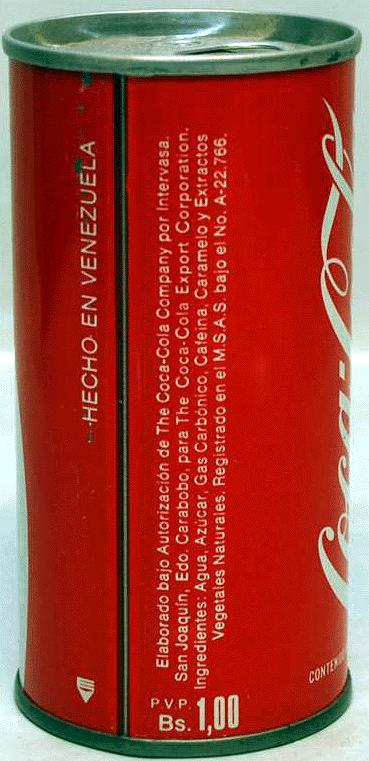 HECHO EN VENEZUELA
Elaborado bajo Autorización de The Coca-Cola Company por Intervasa,
San Joaquín, Edo. Carabobo, para The Coca-Cola Export Corporation.
Ingredientes: Agua, Azúcar, Gas Carbónico, Cafeína, Caramelo y Extractos
Vegetales Naturales. Registrado en el M.S.A.S. bajo el No. A-22.766.
P.V.P.
Bs. 1,00
Coca-C